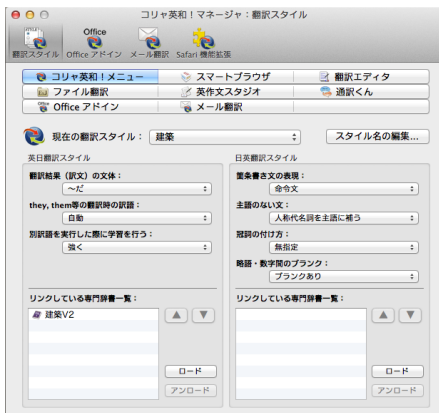 コリャ英和！マネージャ：翻訳スタイル
Office
翻訳スタイル Office アドイン メール翻訳 Safari 機能拡張
コリャ英和！メニュー スマートブラウザ 翻訳エディタ
ファイル翻訳 英作文スタジオ 通訳くん
Office アドイン メール翻訳
現在の翻訳スタイル： 建築 スタイル名の編集...
英日翻訳スタイル 日英翻訳スタイル
翻訳結果（訳文）の文体： 箇条書き文の表現：
〜だ 命令文
they, them等の翻訳時の訳語： 主語のない文：
自動 人称代名詞を主語に補う
別訳語を実行した際に学習を行う： 冠詞の付け方：
強く 無指定
略語・数字間のブランク：
ブランクあり
リンクしている専門辞書一覧： リンクしている専門辞書一覧：
建築V2
ロード ロード
アンロード アンロード